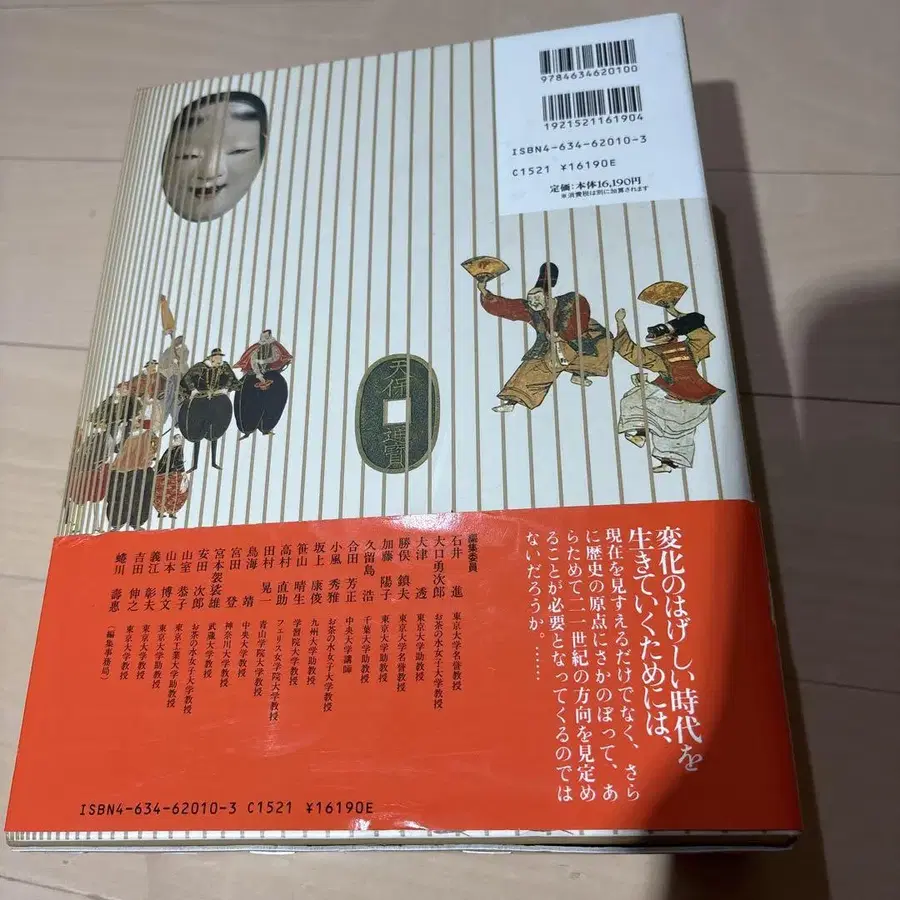 9784634620100
1921521161904
ISBN4-634-62010-3
C1521 ¥16190E
定価：本体16,190円
※消費税は別に加算されます
天保
通寳
変化のはげしい時代を
生きていくためには、
現在を見すえるだけでなく、さら
に歴史の原点にさかのぼって、あ
らためて二一世紀の方向を見定め
ることが必要となってくるのでは
ないだろうか。……
編集委員
石井 進 東京大学名誉教授
大口勇次郎 お茶の水女子大学教授
大津 透 東京大学助教授
勝俣 鎮夫 東京大学名誉教授
加藤 陽子 東京大学助教授
久留島 浩 千葉大学助教授
合田 芳正 中央大学講師
小風 秀雅 お茶の水女子大学教授
坂上 康俊 九州大学助教授
笹山 晴生 学習院大学教授
高村 直助 フェリス女学院大学教授
田村 晃一 青山学院大学教授
鳥海 靖 中央大学教授
宮田 登 神奈川大学教授
宮本袈裟雄 武蔵大学教授
安田 次郎 お茶の水女子大学教授
山室 恭子 東京工業大学助教授
山本 博文 東京大学助教授
義江 彰夫 東京大学教授
吉田 伸之 東京大学教授
蜷川 壽惠 （編集事務局）
ISBN4-634-62010-3 C1521 ¥16190E